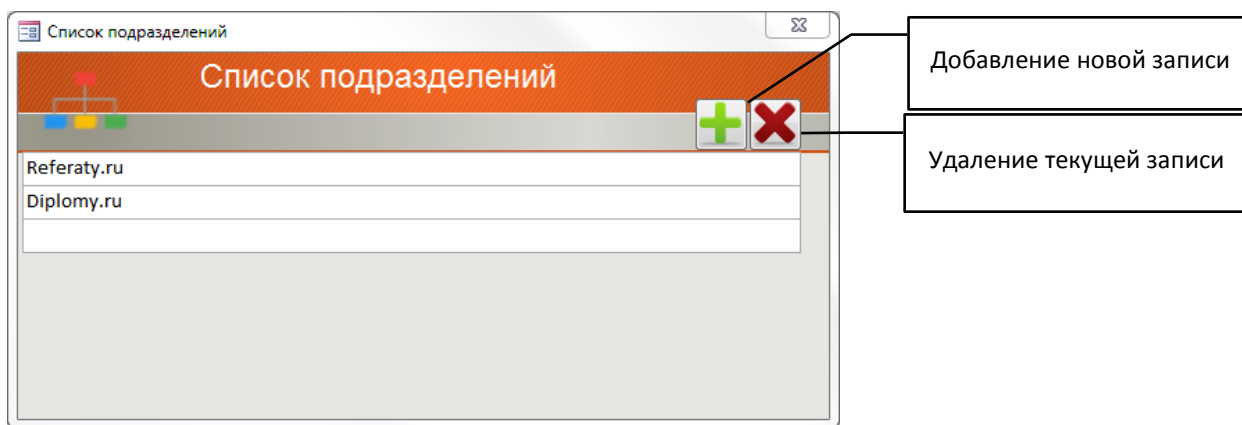 Список подразделений
Список подразделений
Добавление новой записи
Удаление текущей записи
Referaty.ru
Diplomy.ru